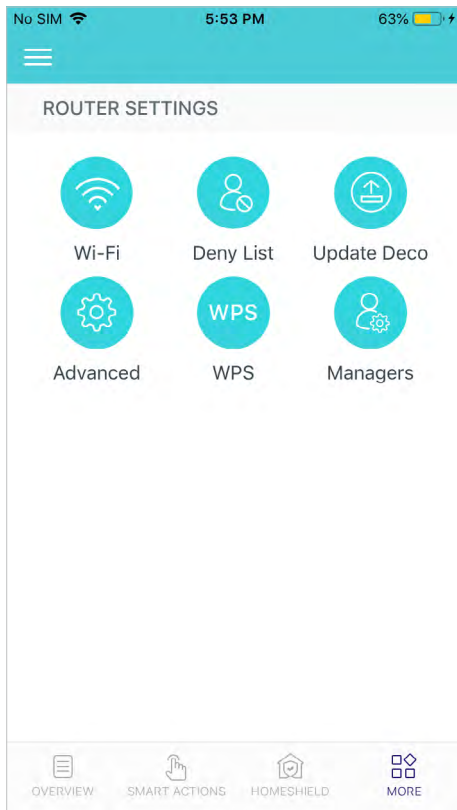 No SIM 5:53 PM 63%
ROUTER SETTINGS
Wi-Fi Deny List Update Deco
WPS
Advanced WPS Managers
OVERVIEW SMART ACTIONS HOMESHIELD MORE